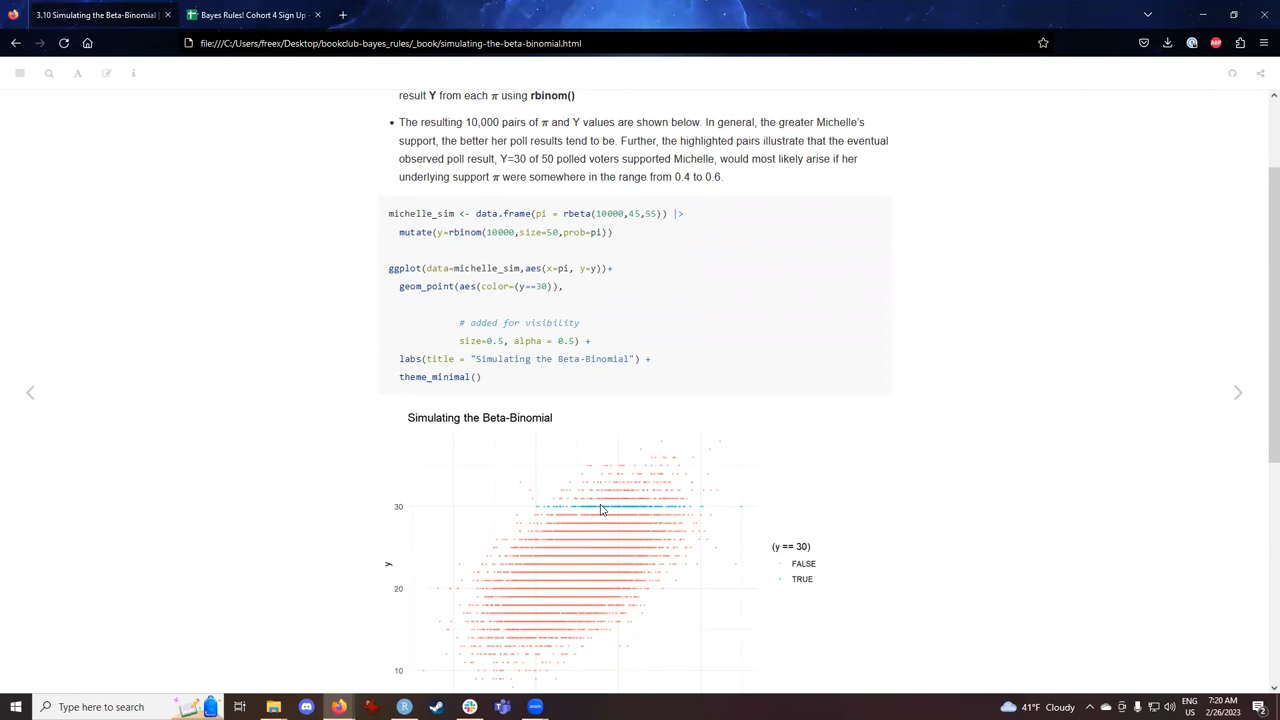 3.10 Simulating the Beta-Binomial |
Bayes Rules! Cohort 4 Sign Up -
file:///C:/Users/freex/Desktop/bookclub-bayes_rules/_book/simulating-the-beta-binomial.html
result Y from each π using rbinom()
• The resulting 10,000 pairs of π and Y values are shown below. In general, the greater Michelle's
support, the better her poll results tend to be. Further, the highlighted pairs illustrate that the eventual
observed poll result, Y=30 of 50 polled voters supported Michelle, would most likely arise if her
underlying support π were somewhere in the range from 0.4 to 0.6.
michelle_sim <- data.frame(pi = rbeta(10000,45,55)) |>
mutate(y=rbinom(10000,size=50,prob=pi))
ggplot(data=michelle_sim,aes(x=pi, y=y))+
geom_point(aes(color=(y==30)),
# added for visibility
size=0.5, alpha = 0.5) +
labs(title = "Simulating the Beta-Binomial") +
theme_minimal()
Simulating the Beta-Binomial
30
y
10
== 30)
FALSE
TRUE
Type here to search
41°F Cloudy
ENG
7:20 AM
2/26/2023